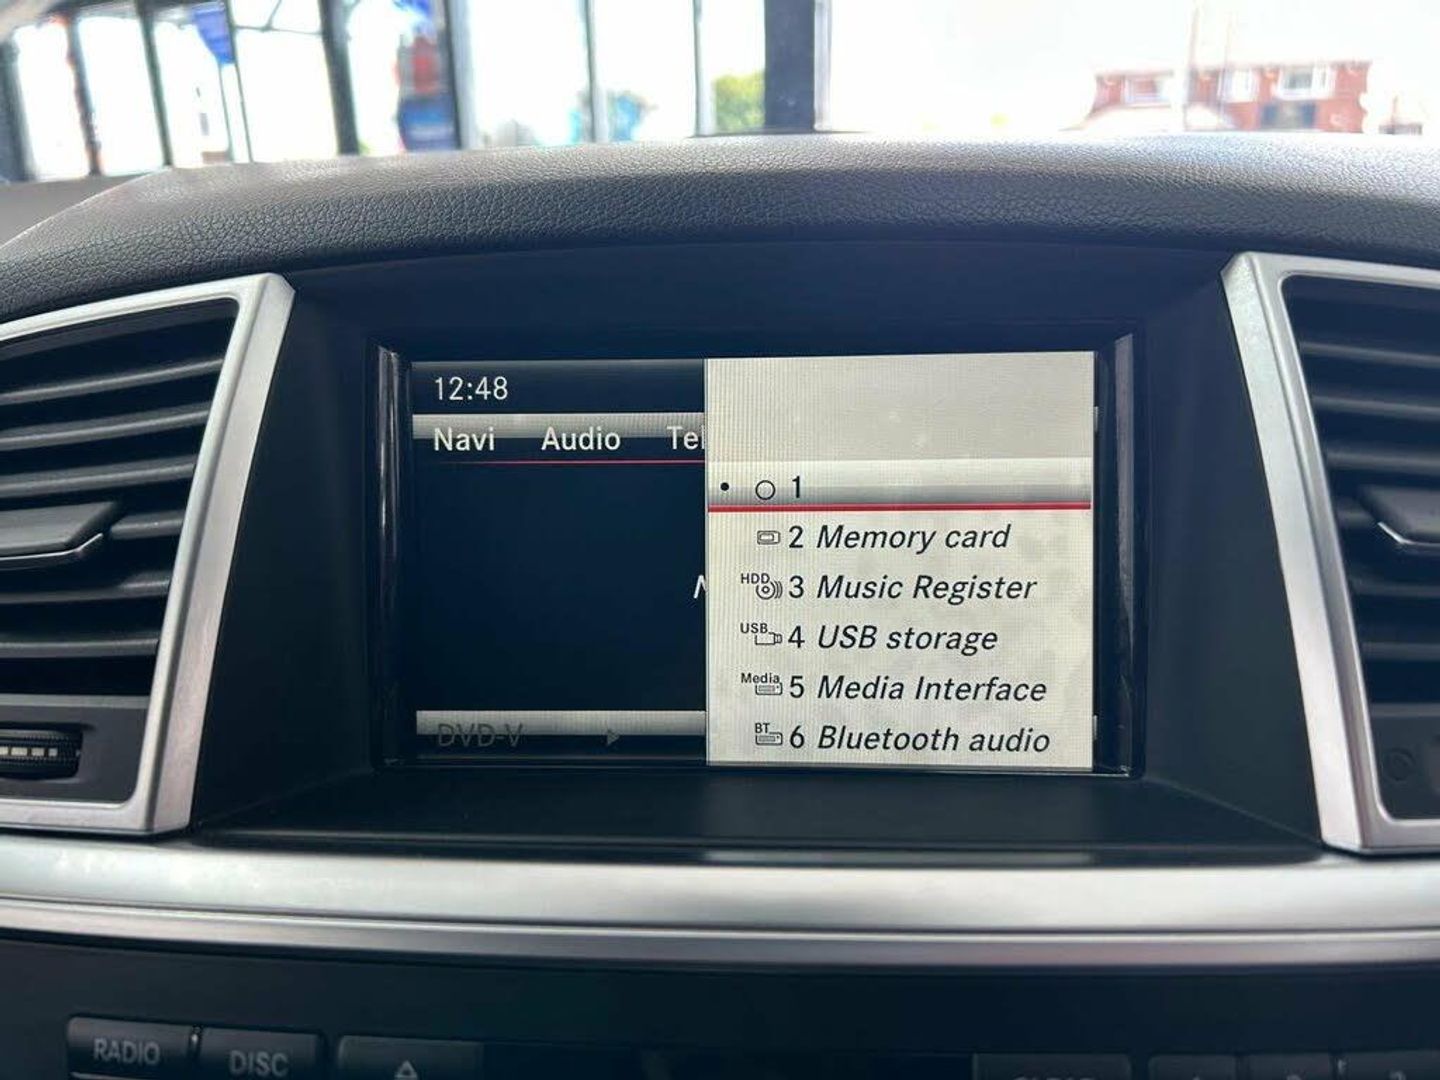 12:48
Navi Audio Tel
1
2 Memory card
HDD 3 Music Register
USB 4 USB storage
Media 5 Media Interface
BT 6 Bluetooth audio
DVD-V
RADIO DISC